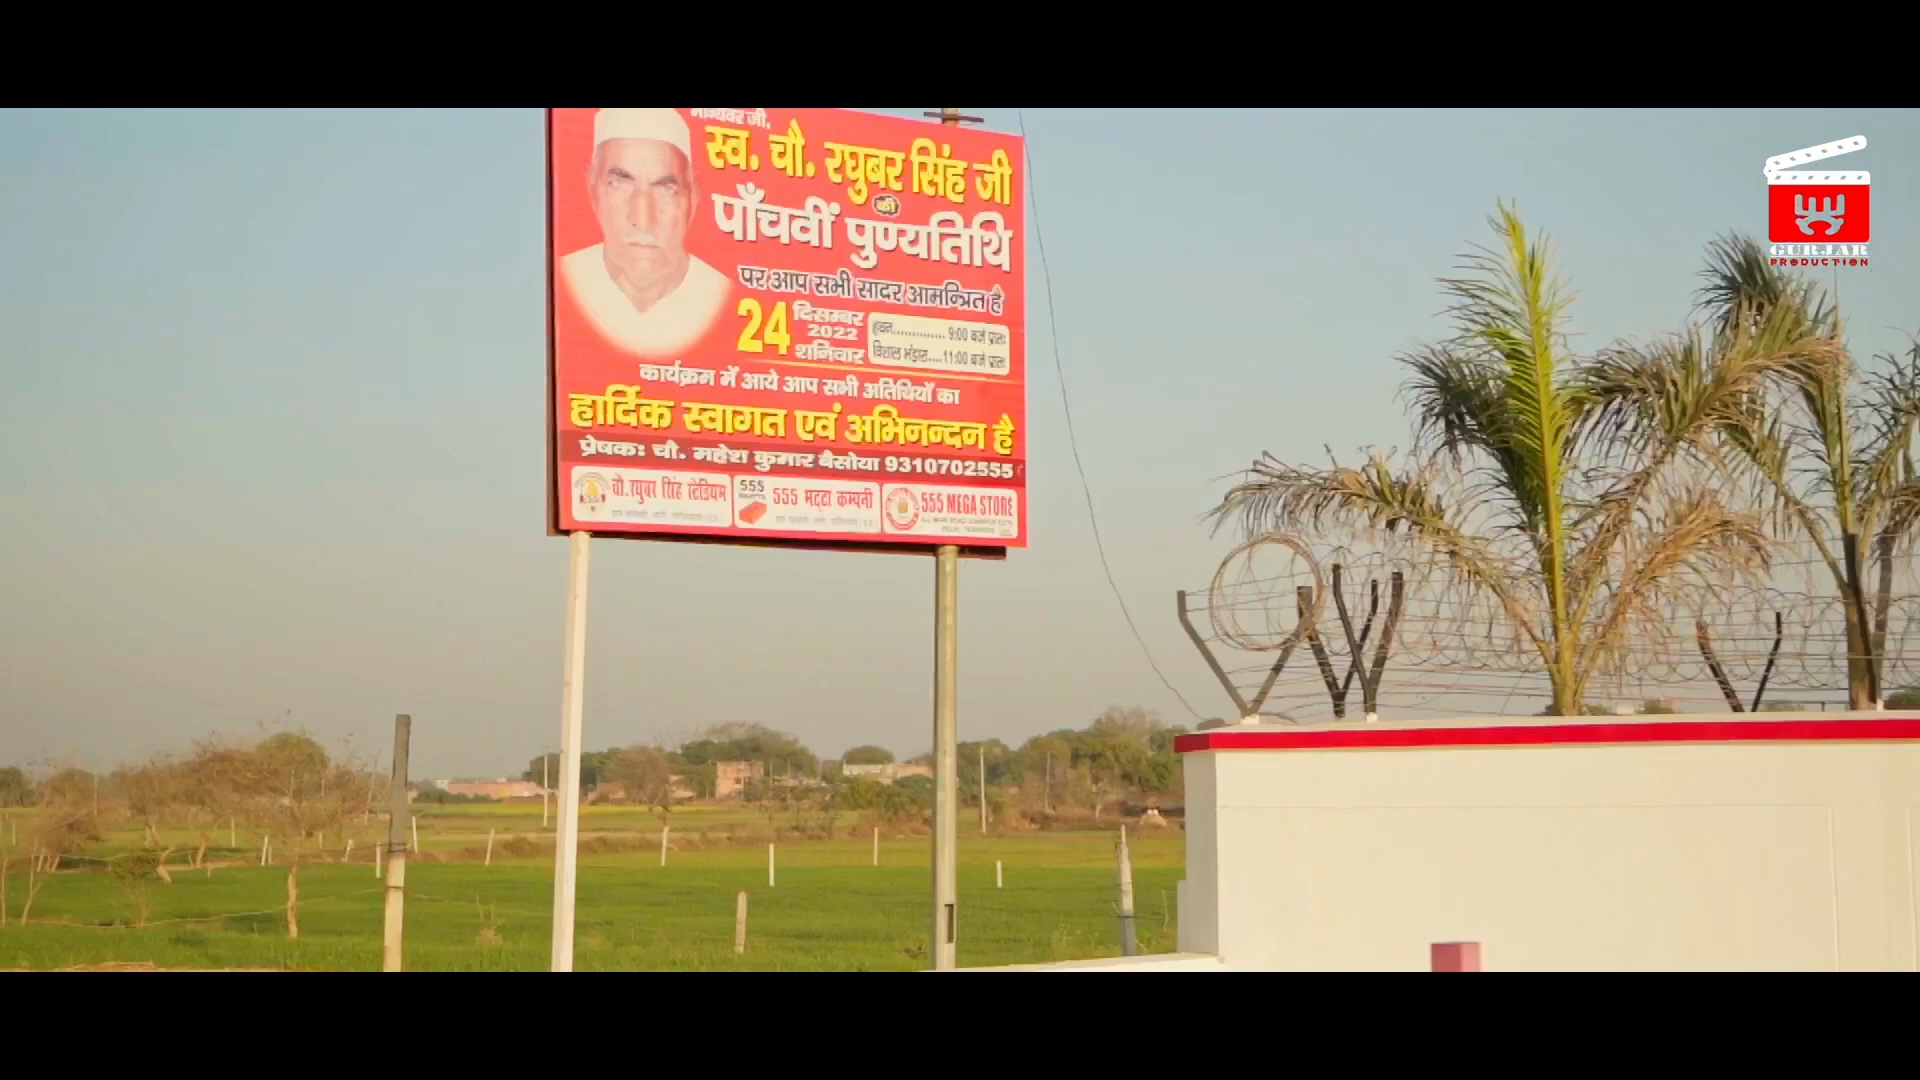 मान्यवर जी,
स्व. चौ. रघुबर सिंह जी
की
पाँचवीं पुण्यतिथि
पर आप सभी सादर आमन्त्रित है
24 दिसम्बर 2022 शनिवार
हवन............. 9:00 बजे प्रातः
विशाल भंडारा....11:00 बजे प्रातः
कार्यक्रम में आये आप सभी अतिथियों का
हार्दिक स्वागत एवं अभिनन्दन है
प्रेषकः चौ. महेश कुमार बैसोया 9310702555
चौ. रघुबर सिंह स्टेडियम
555
555 भट्टा कम्पनी
555 MEGA STORE
GURJAR
PRODUCTION